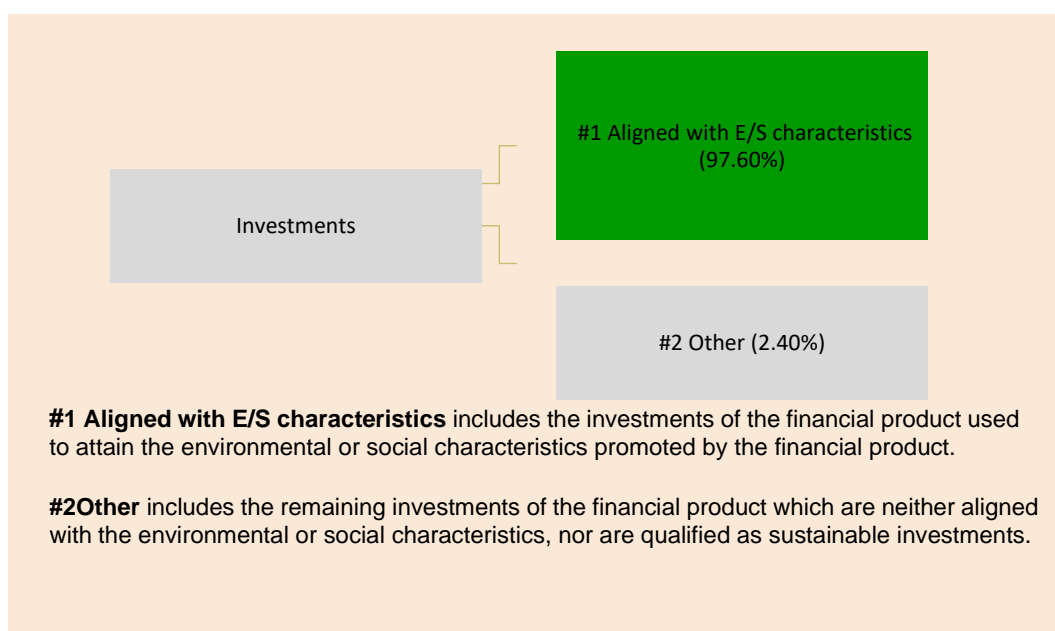 #1 Aligned with E/S characteristics
(97.60%)
Investments
#2 Other (2.40%)
#1 Aligned with E/S characteristics includes the investments of the financial product used
to attain the environmental or social characteristics promoted by the financial product.
#2Other includes the remaining investments of the financial product which are neither aligned
with the environmental or social characteristics, nor are qualified as sustainable investments.